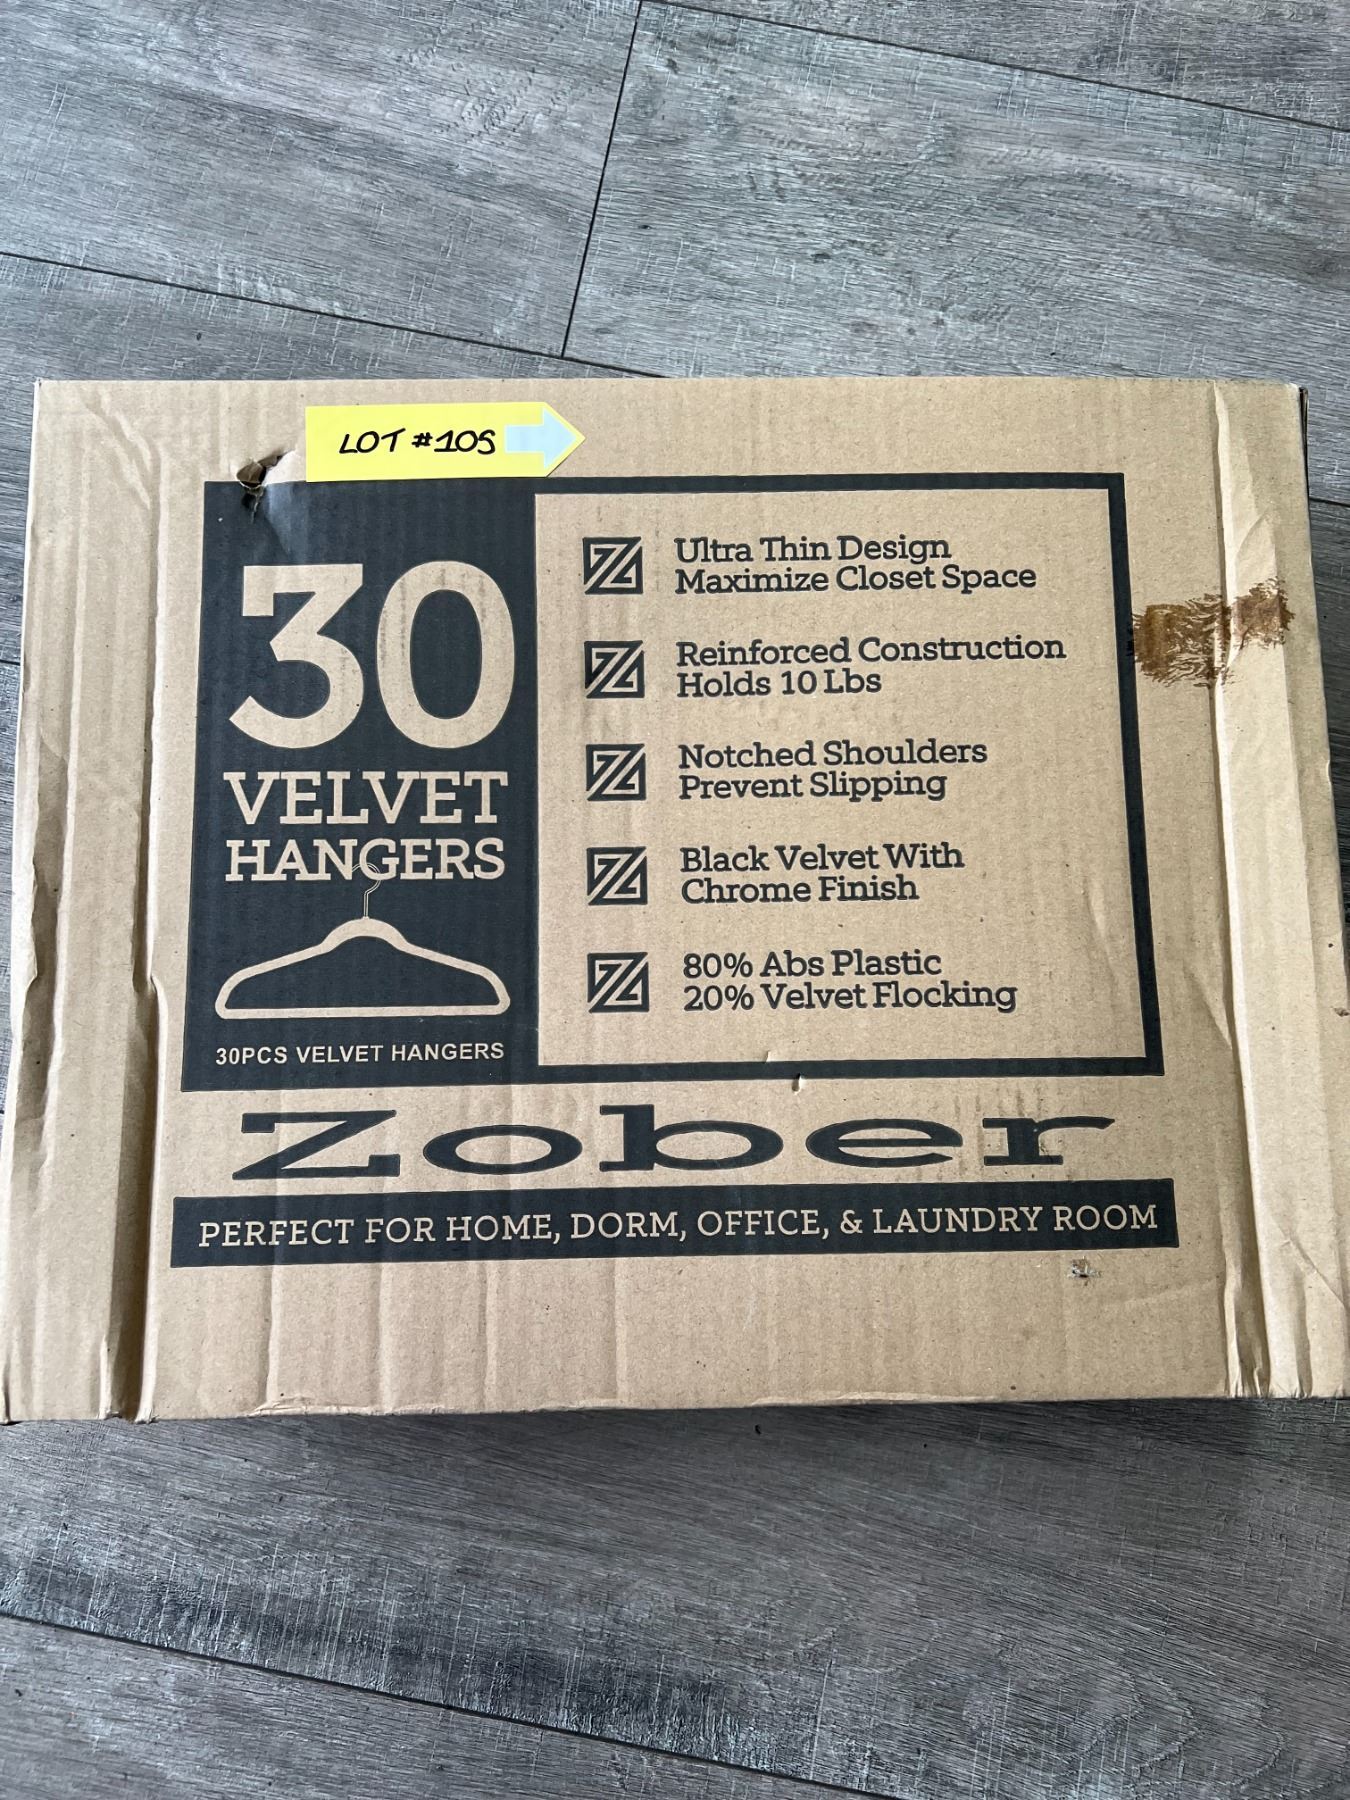 LOT #105
30
VELVET
HANGERS
30PCS VELVET HANGERS
Ultra Thin Design
Maximize Closet Space
Reinforced Construction
Holds 10 Lbs
Notched Shoulders
Prevent Slipping
Black Velvet With
Chrome Finish
80% Abs Plastic
20% Velvet Flocking
Zober
PERFECT FOR HOME, DORM, OFFICE, & LAUNDRY ROOM